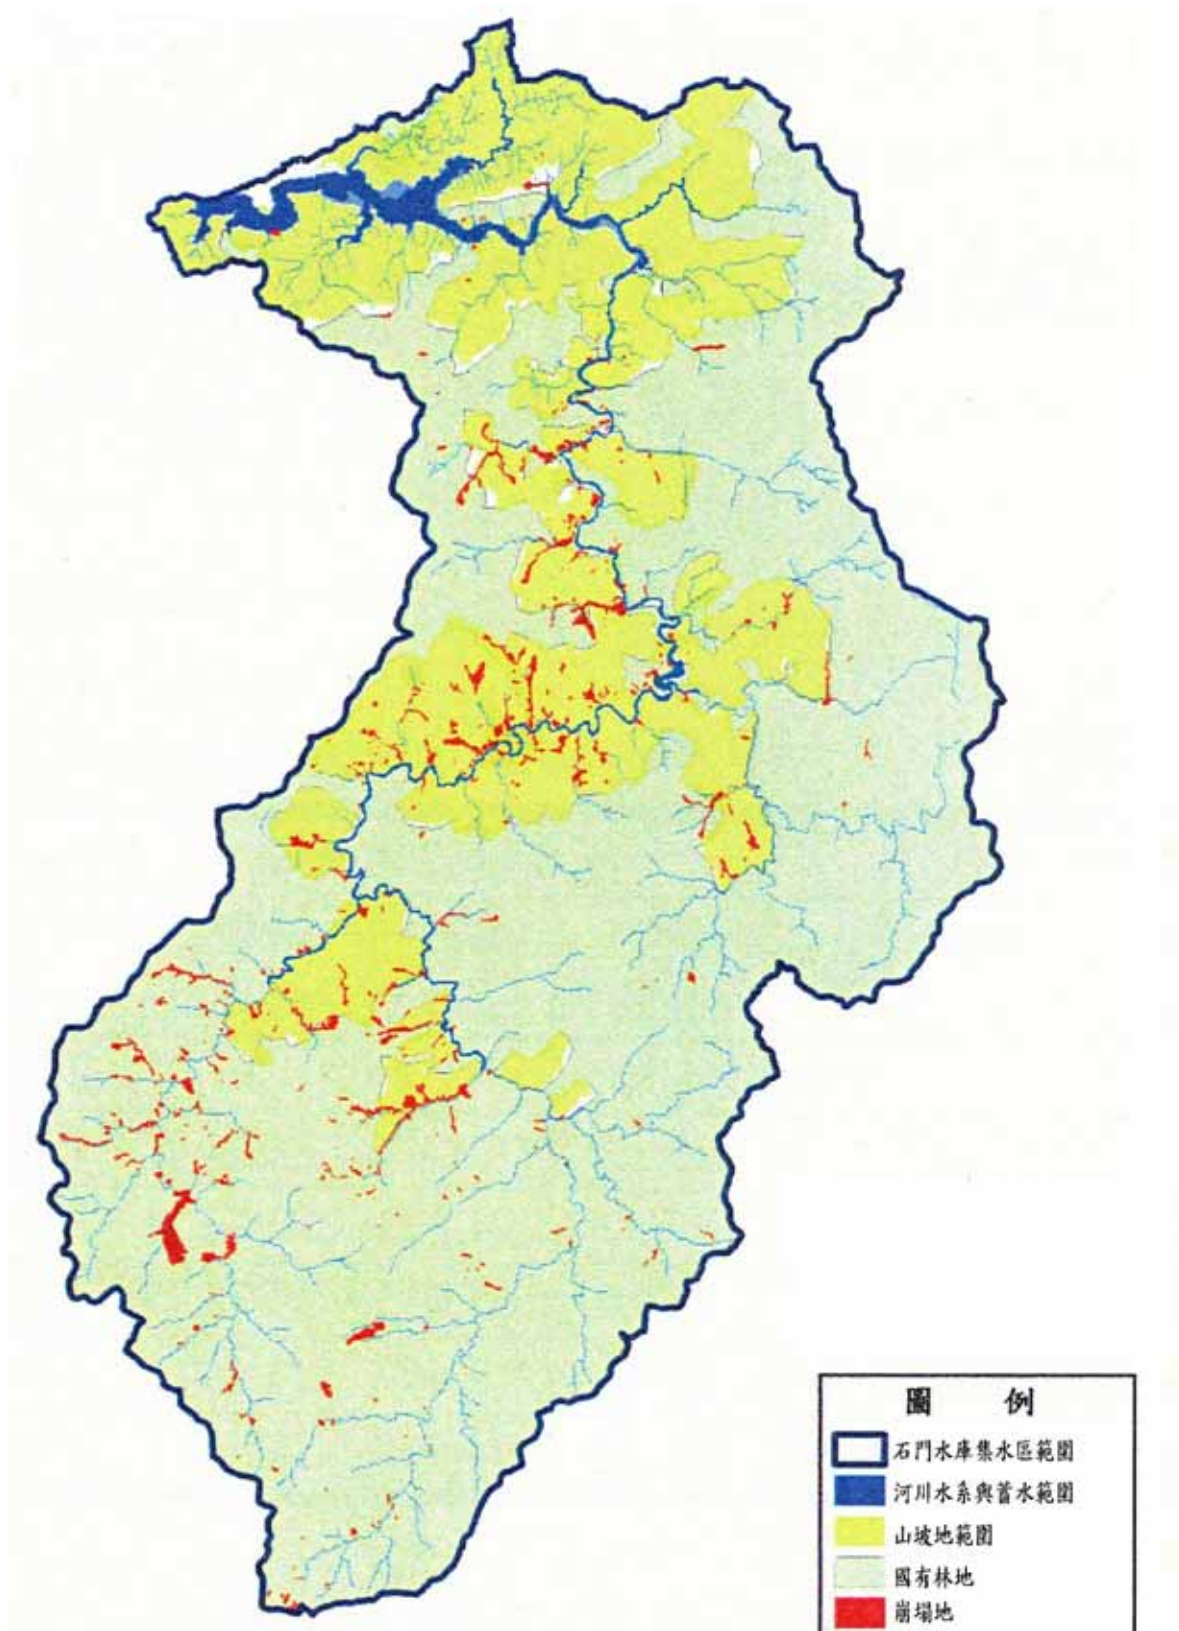 圖 例
石門水庫集水區範圍
河川水系與蓄水範圍
山坡地範圍
國有林地
崩塌地